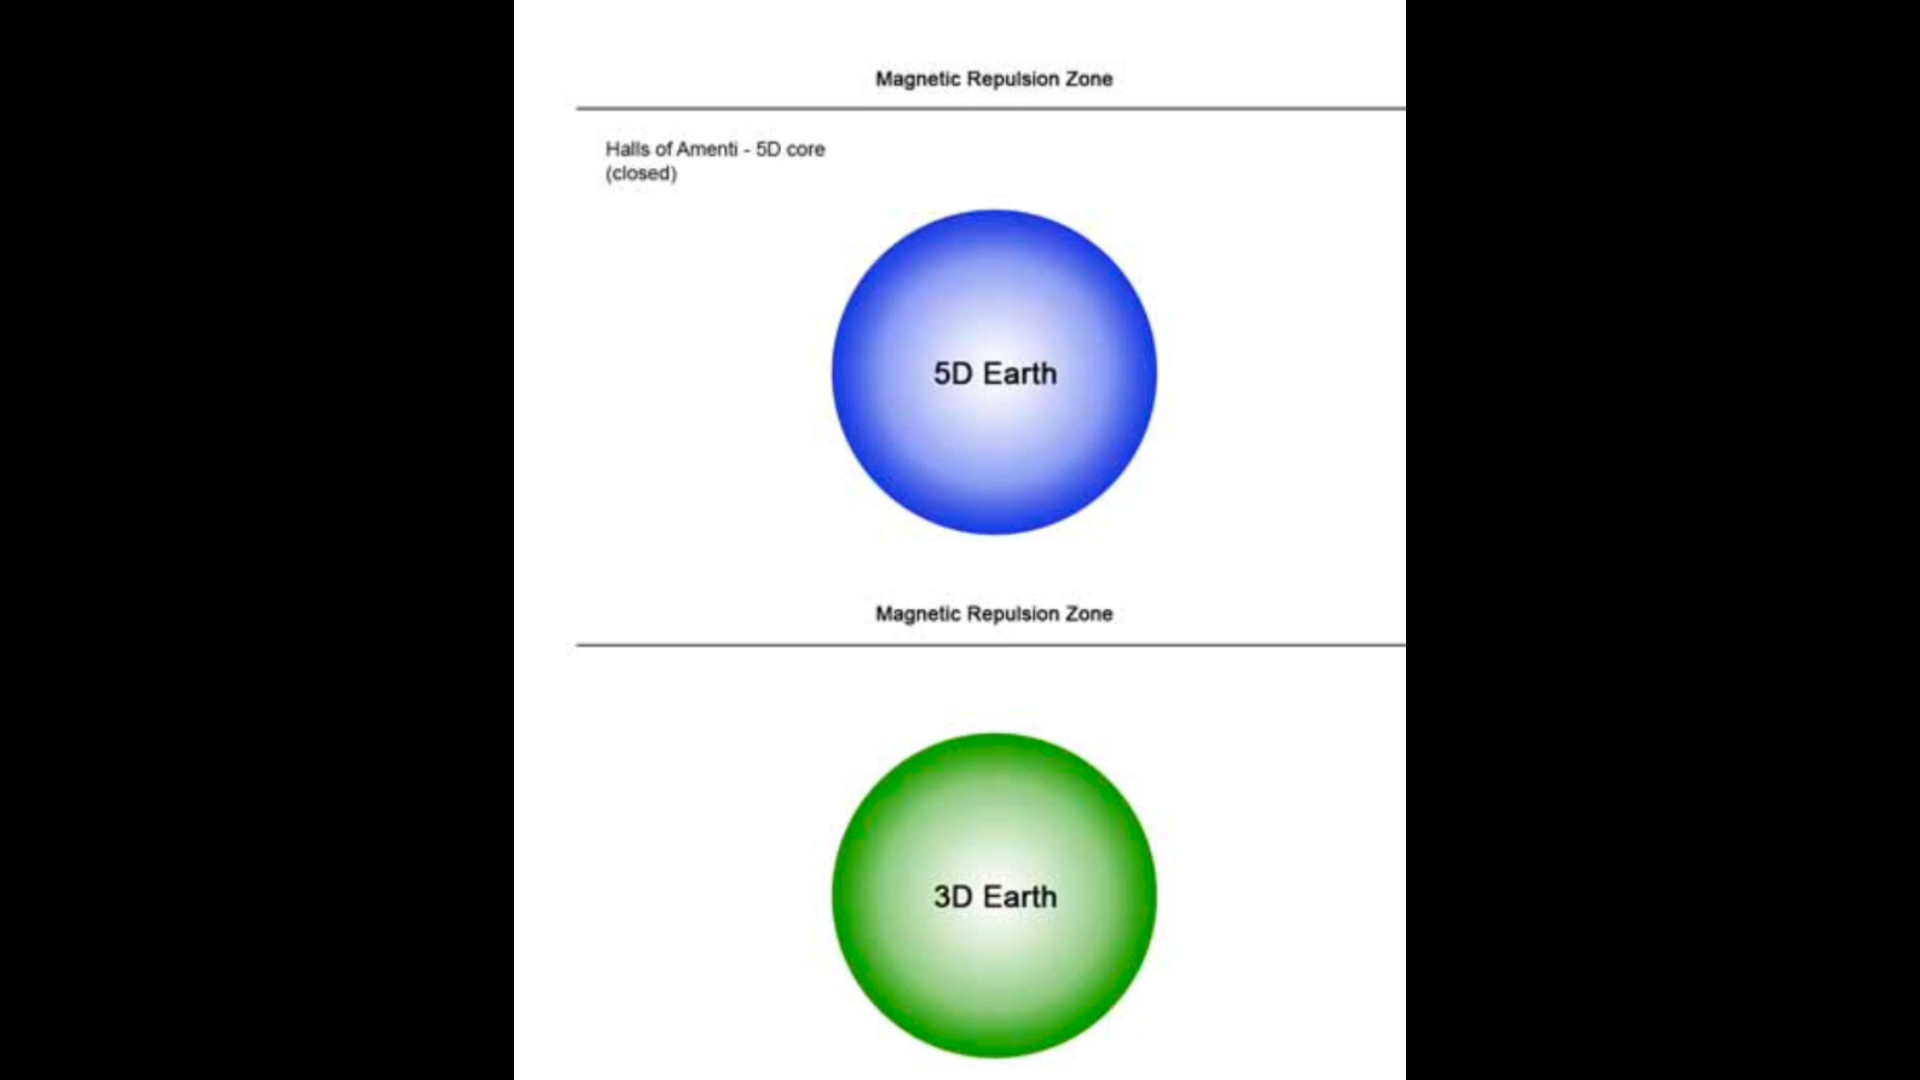 Magnetic Repulsion Zone
Halls of Amenti - 5D core
(closed)
5D Earth
Magnetic Repulsion Zone
3D Earth